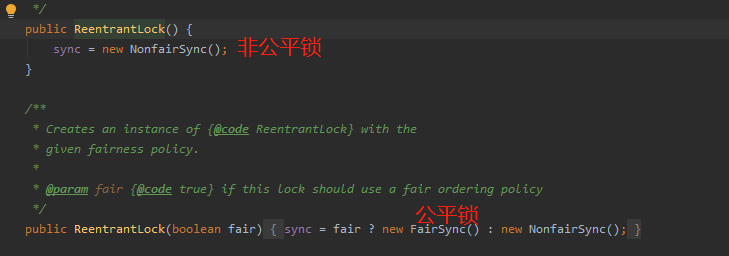 */
public ReentrantLock() {
sync = new NonfairSync(); 非公平锁
}
/**
* Creates an instance of {@code ReentrantLock} with the
* given fairness policy.
*
* @param fair {@code true} if this lock should use a fair ordering policy
*/
公平锁
public ReentrantLock(boolean fair) { sync = fair ? new FairSync() : new NonfairSync(); }